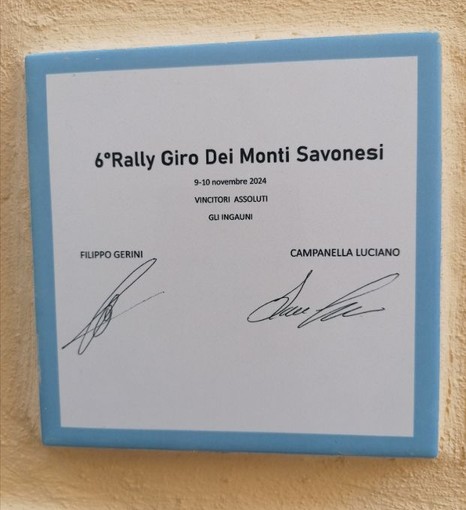 6°Rally Giro Dei Monti Savonesi
9-10 novembre 2024
VINCITORI ASSOLUTI
GLI INGAUNI
FILIPPO GERINI CAMPANELLA LUCIANO